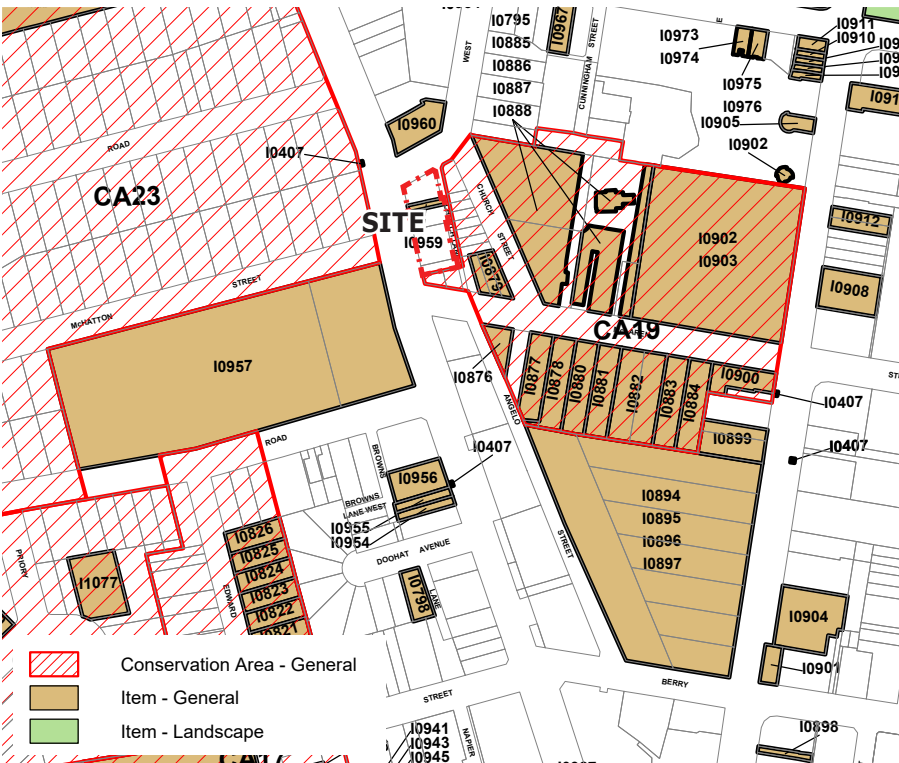 I0795
I0885
I0886
I0887
I0888
WEST
I0967
CUNNINGHAM STREET
I0973
I0974
I0975
I0976
I0905
I0902
I0911
I0910
I0960
I0407
ROAD
CA23
SITE
I0959
CHURCH STREET
I0879
I0902
I0903
I0912
I0908
McHATTON STREET
I0957
CA19
I0876
I0877
I0878
I0880
I0881
I0882
I0883
I0884
I0900
I0407
I0899
I0407
ANGELO STREET
ROAD
BROWNS
I0407
I0956
BROWNS
LANE WEST
I0955
I0954
DOOHAT AVENUE
I0798
LANE
I0894
I0895
I0896
I0897
PRIORY
I1077
EDWARD
I0826
I0825
I0824
I0823
I0822
I0821
I0904
I0901
BERRY
STREET
NAPIER
I0941
I0943
I0945
I0898
Conservation Area - General
Item - General
Item - Landscape